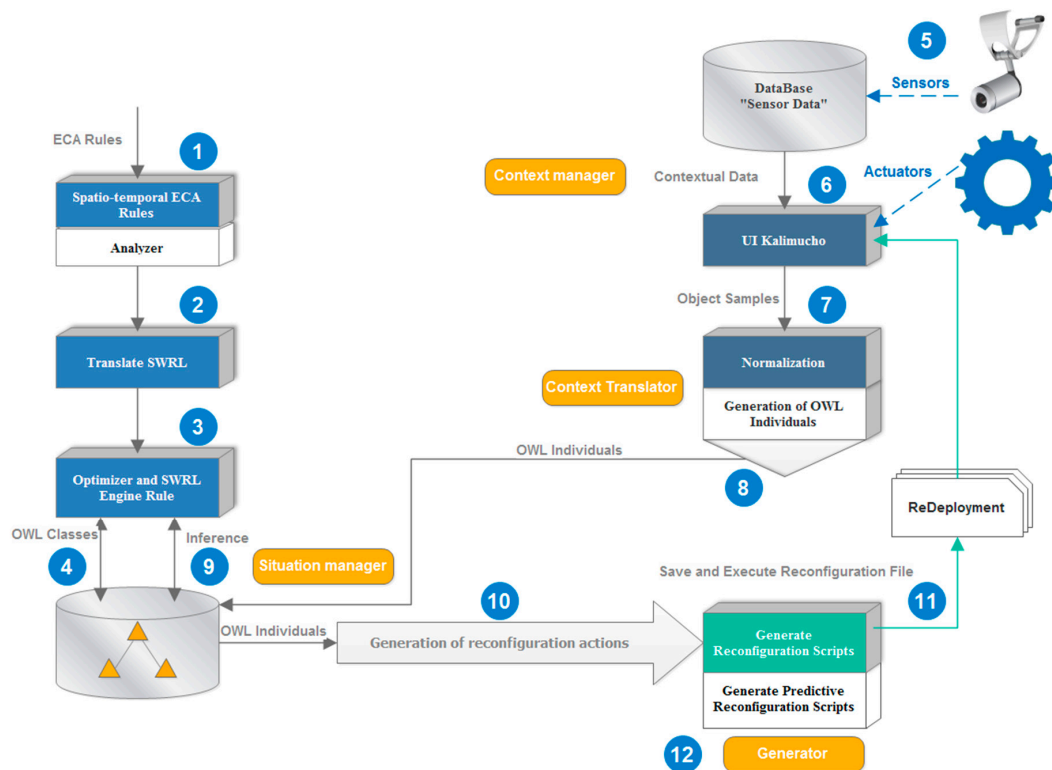 5
DataBase
"Sensor Data"
Sensors
ECA Rules
1
Context manager
Contextual Data
6
Actuators
Spatio-temporal ECA
Rules
Analyzer
UI Kalimucho
2
Object Samples
7
Translate SWRL
Normalization
Context Translator
Generation of OWL
Individuals
3
OWL Individuals
8
Optimizer and SWRL
Engine Rule
ReDeployment
OWL Classes
Inference
4
9
Situation manager
Save and Execute Reconfiguration File
10
11
OWL Individuals
Generation of reconfiguration actions
Generate
Reconfiguration Scripts
Generate Predictive
Reconfiguration Scripts
12
Generator